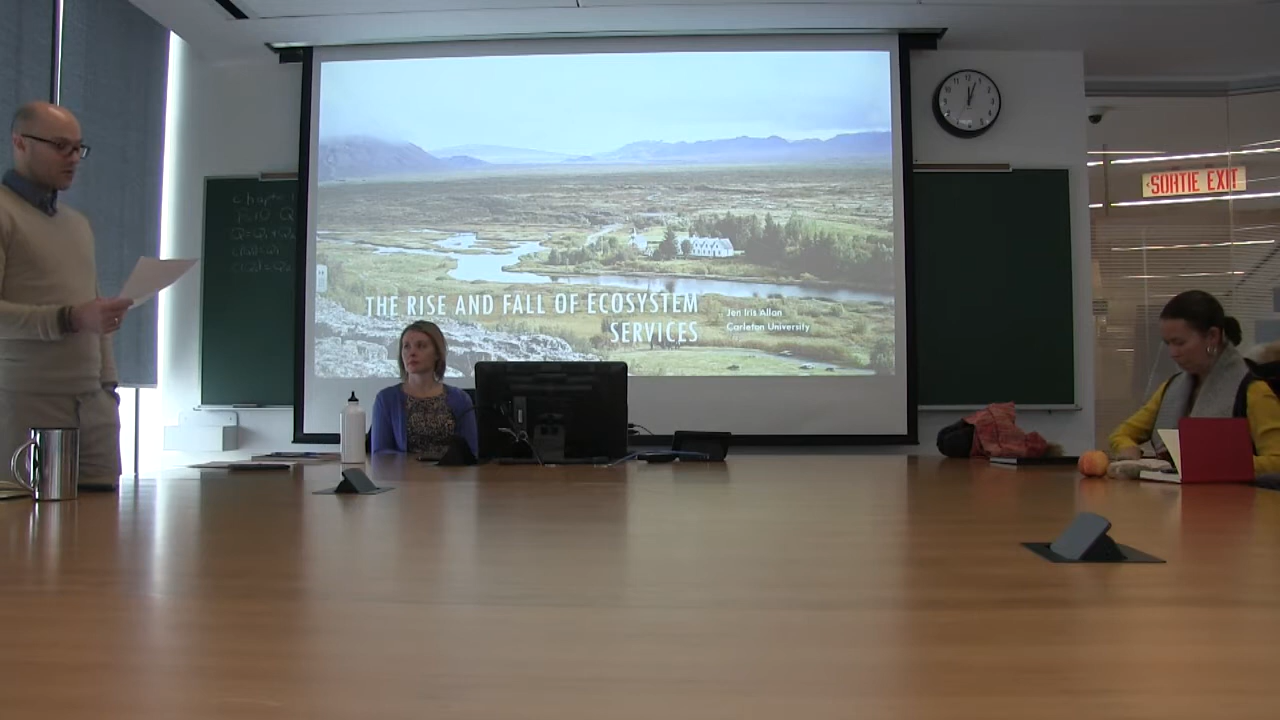 THE RISE AND FALL OF ECOSYSTEM
SERVICES
Jen Iris Allan
Carleton University
SORTIE EXIT